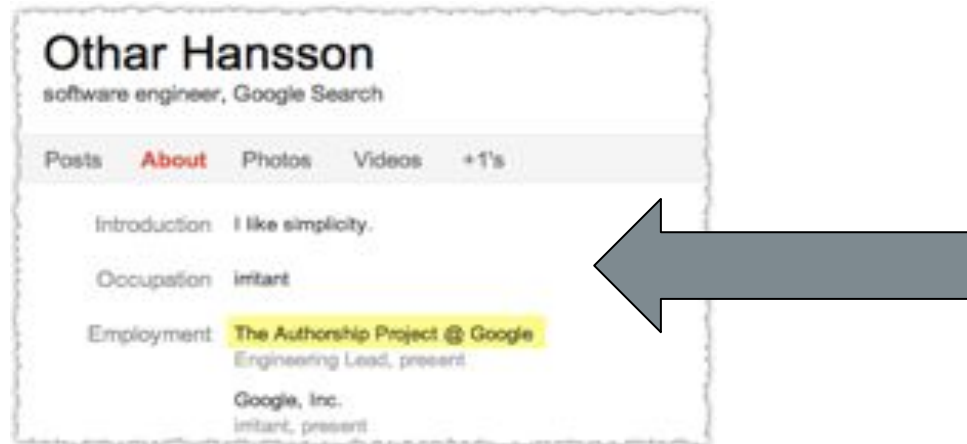 Othar Hansson
software engineer, Google Search
Posts About Photos Videos +1's
Introduction I like simplicity.
Occupation irritant
Employment The Authorship Project @ Google
Engineering Lead, present
Google, Inc.
irritant, present